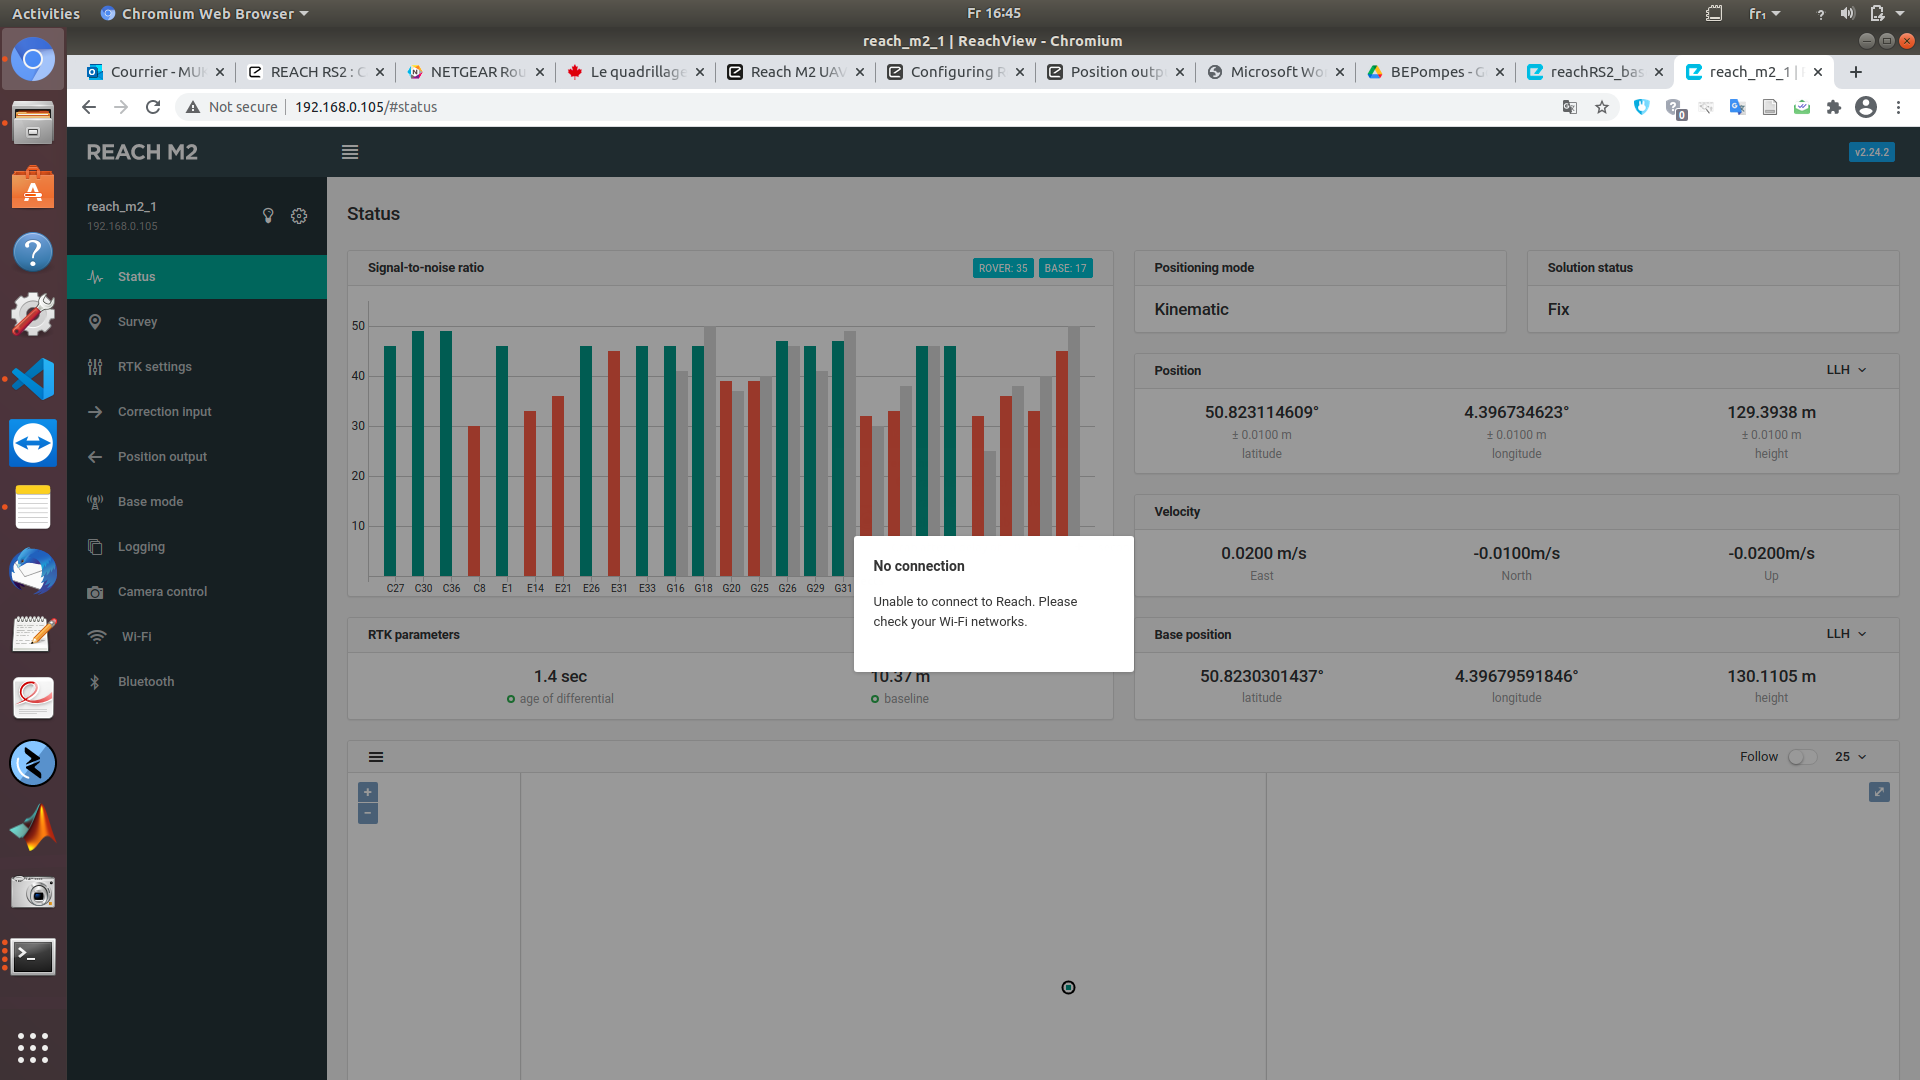 Activities
Chromium Web Browser
Fr 16:45
fr₁
reach_m2_1 | ReachView - Chromium
Courrier - MU
REACH RS2 : C
NETGEAR Rou
Le quadrillage
Reach M2 UAV
Configuring R
Position outp
Microsoft Wo
BEPompes - G
reachRS2_bas
reach_m2_1 |
Not secure
192.168.0.105/#status
0
REACH M2
v2.24.2
reach_m2_1
192.168.0.105
Status
Survey
RTK settings
Correction input
Position output
Base mode
Logging
Camera control
Wi-Fi
Bluetooth
Status
Signal-to-noise ratio
ROVER: 35
BASE: 17
50
40
30
20
10
C27 C30 C36 C8 E1 E14 E21 E26 E31 E33 G16 G18 G20 G25 G26 G29 G31
Positioning mode
Kinematic
Solution status
Fix
Position
LLH
50.823114609°
± 0.0100 m
latitude
4.396734623°
± 0.0100 m
longitude
129.3938 m
± 0.0100 m
height
Velocity
0.0200 m/s
East
-0.0100m/s
North
-0.0200m/s
Up
No connection
Unable to connect to Reach. Please
check your Wi-Fi networks.
RTK parameters
1.4 sec
age of differential
10.37 m
baseline
Base position
LLH
50.8230301437°
latitude
4.39679591846°
longitude
130.1105 m
height
Follow
25
+
−